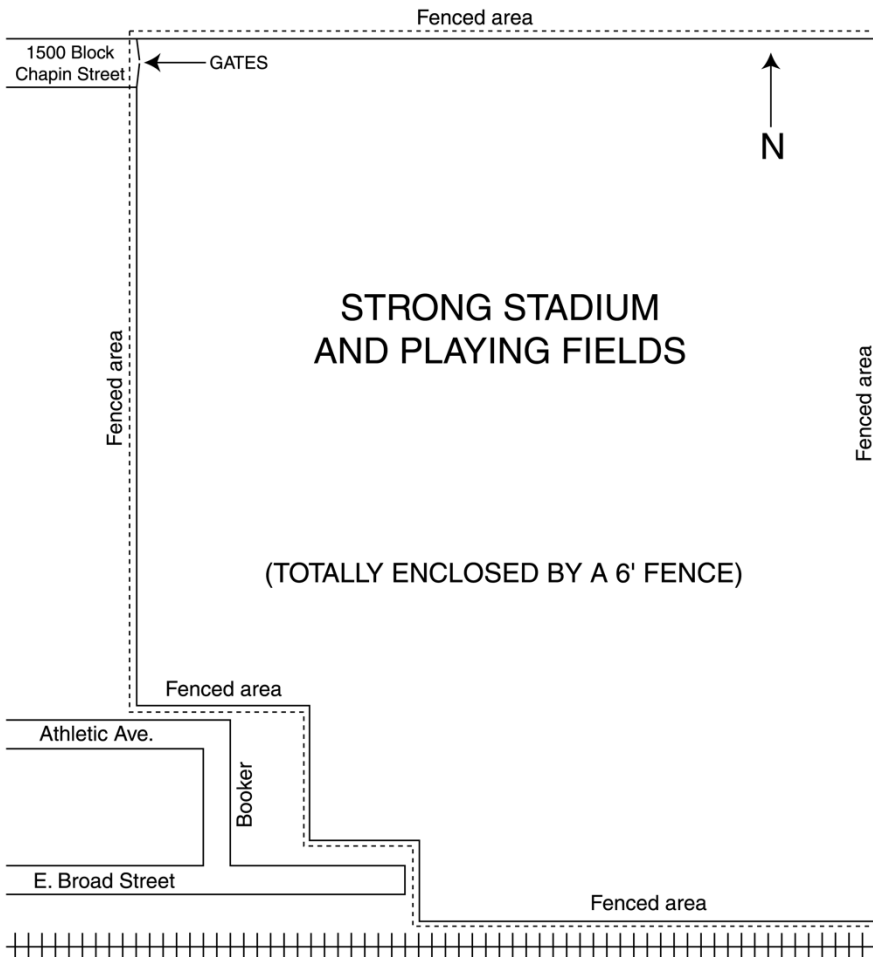 Fenced area
1500 Block
Chapin Street
GATES
N
STRONG STADIUM
AND PLAYING FIELDS
Fenced area
Fenced area
(TOTALLY ENCLOSED BY A 6' FENCE)
Fenced area
Athletic Ave.
Booker
E. Broad Street
Fenced area